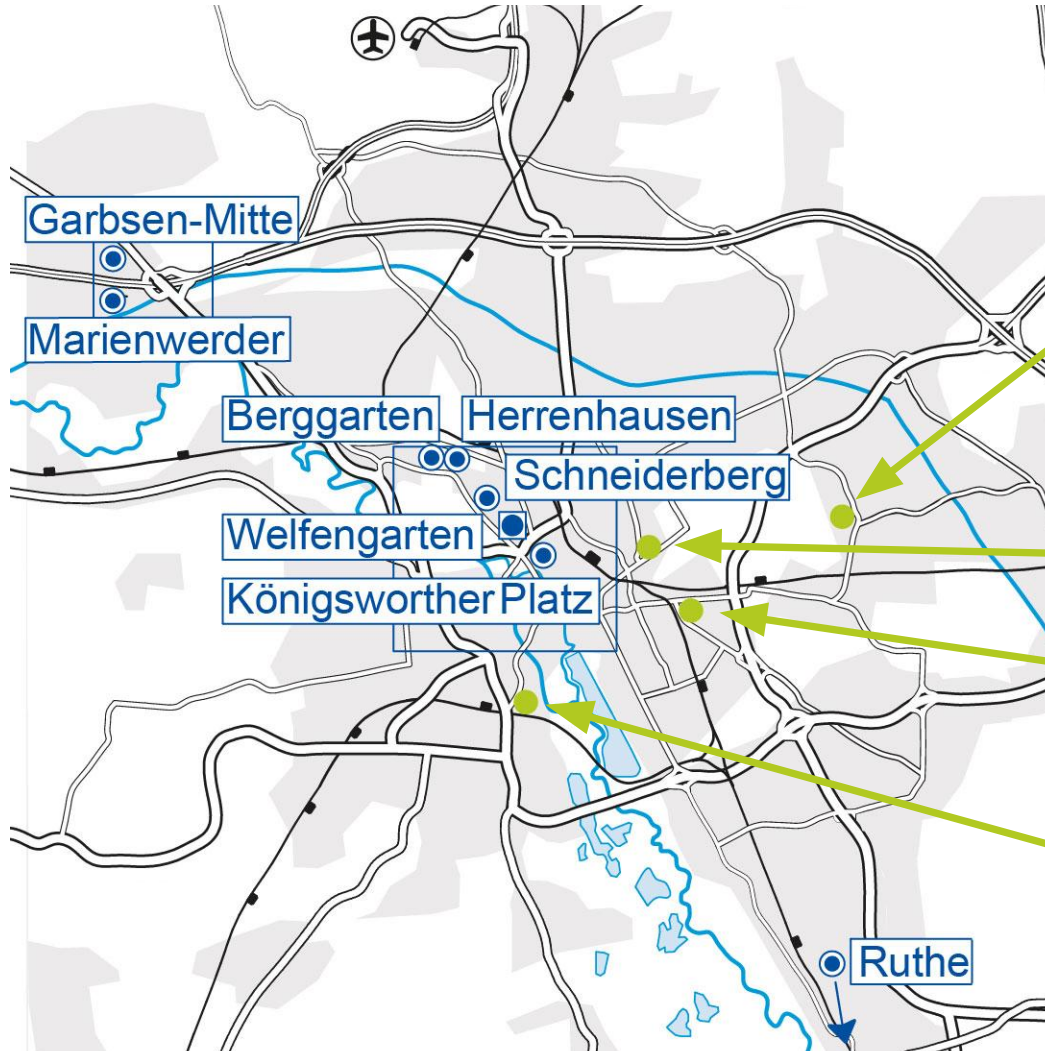 Garbsen-Mitte
Marienwerder
Berggarten
Herrenhausen
Schneiderberg
Welfengarten
Königsworther Platz
Ruthe